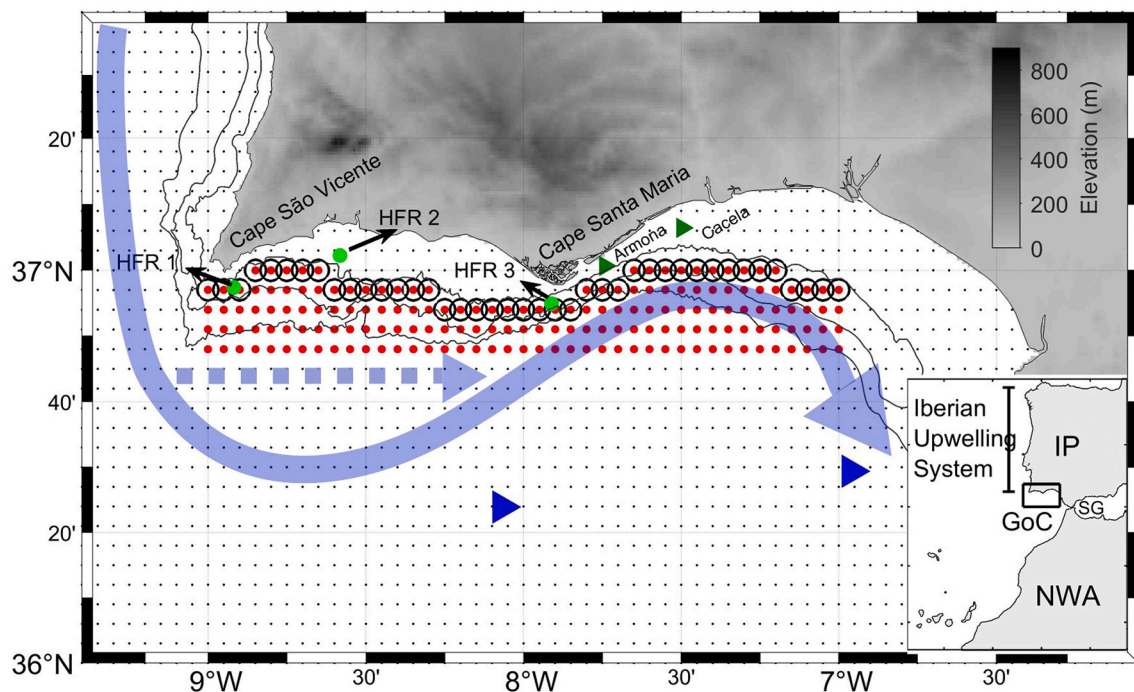 800
600
400
200
0
Elevation (m)
20'
Cape São Vicente
HFR 2
Cape Santa Maria
Cacela
Armona
HFR 1
HFR 3
37°N
40'
Iberian
Upwelling
System
IP
SG
GoC
NWA
20'
36°N
9°W
30'
8°W
30'
7°W
30'